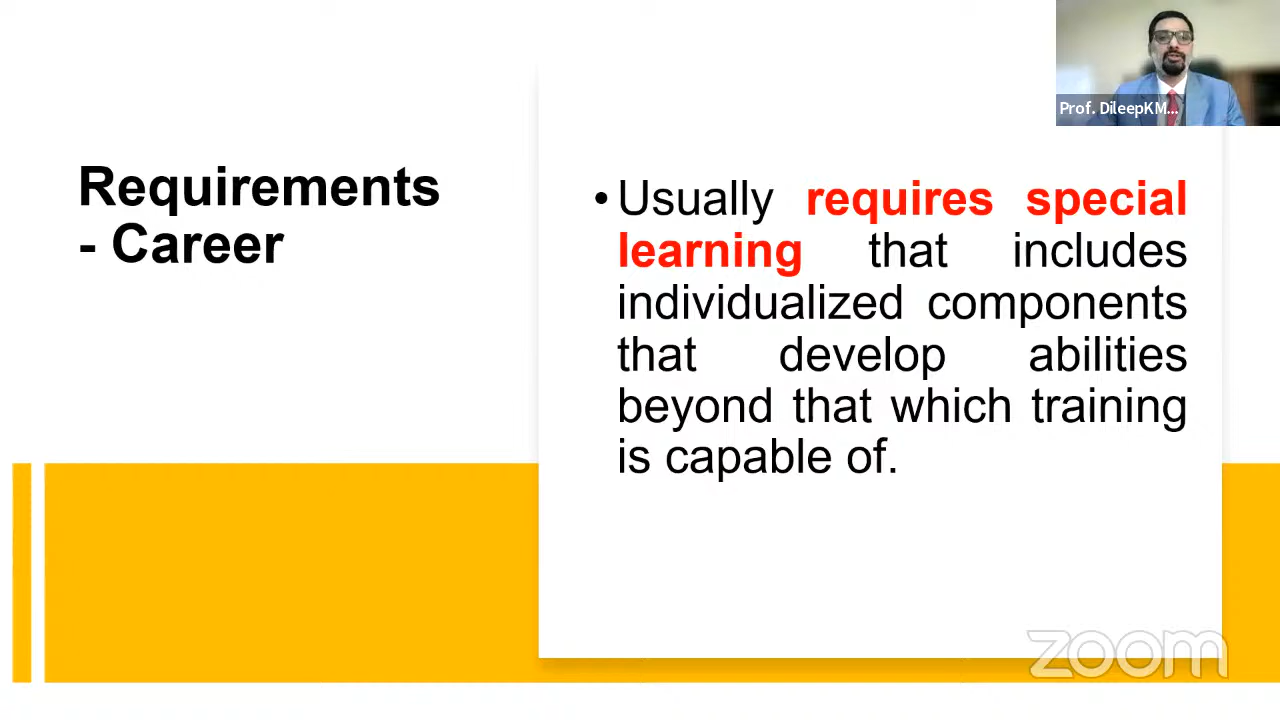 Prof. DileepKM...
Requirements
- Career
• Usually requires special
learning that includes
individualized components
that develop abilities
beyond that which training
is capable of.
zoom